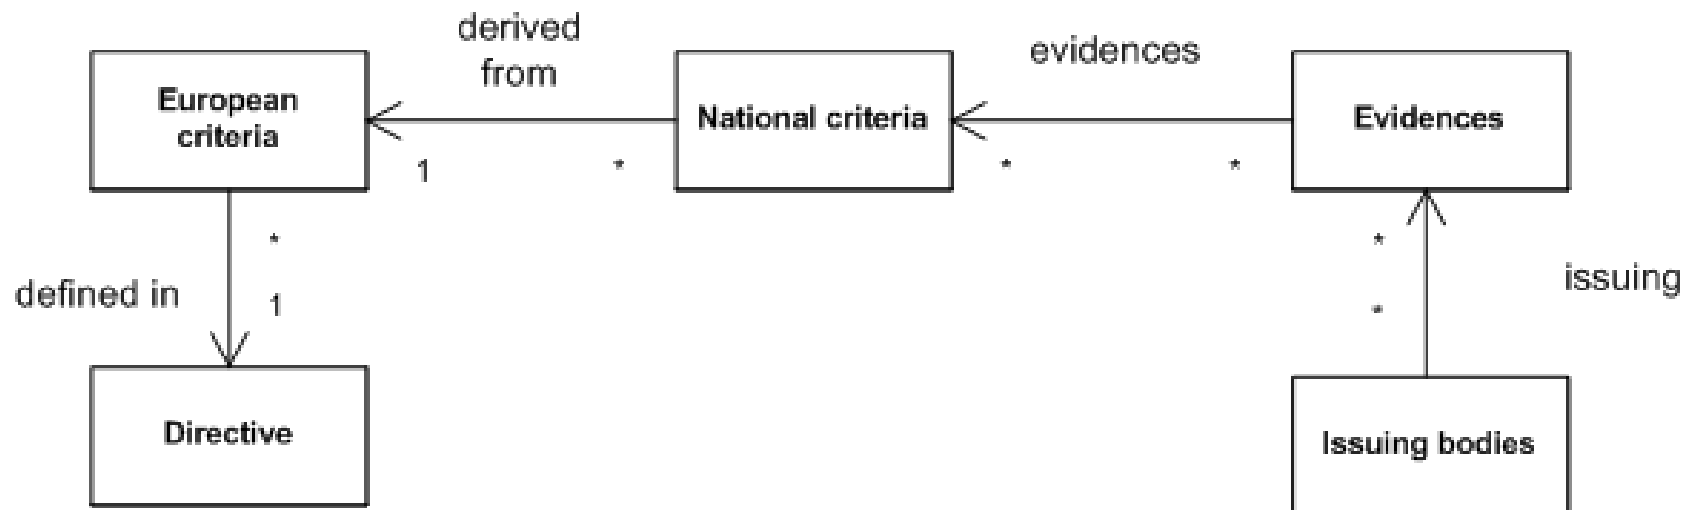 derived
from
evidences
European
criteria
National criteria
Evidences
1
*
*
*
*
1
defined in
*
*
issuing
Directive
Issuing bodies